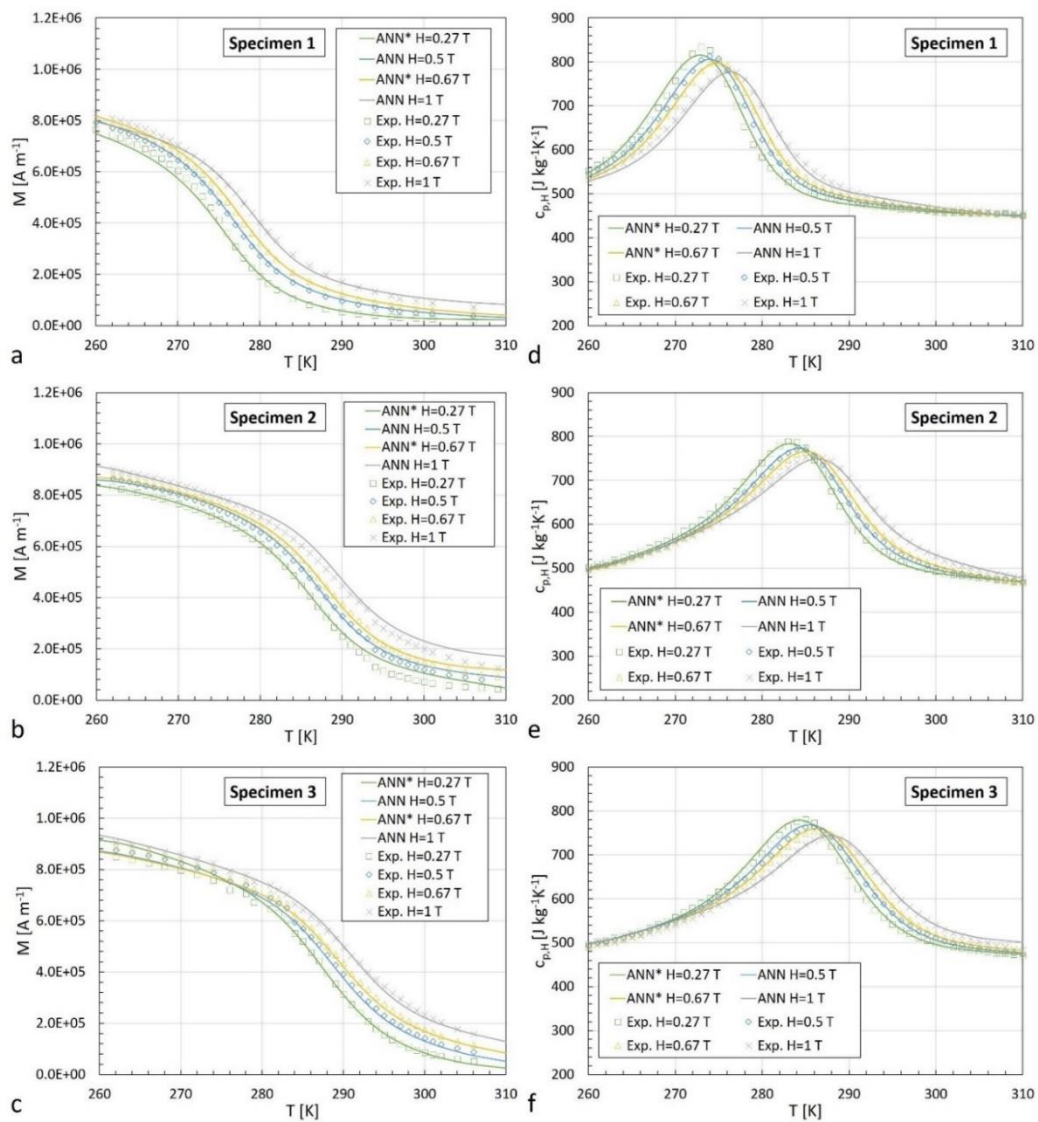 Specimen 1
ANN* H=0.27 T
ANN H=0.5 T
ANN* H=0.67 T
ANN H=1 T
Exp. H=0.27 T
Exp. H=0.5 T
Exp. H=0.67 T
Exp. H=1 T
1.2E+06
1.0E+06
8.0E+05
6.0E+05
4.0E+05
2.0E+05
0.0E+00
M [A m⁻¹]
260 270 280 290 300 310
T [K]
a
Specimen 1
900
800
700
600
500
400
300
200
cp,H [J kg⁻¹K⁻¹]
ANN* H=0.27 T ANN H=0.5 T
ANN* H=0.67 T ANN H=1 T
Exp. H=0.27 T Exp. H=0.5 T
Exp. H=0.67 T Exp. H=1 T
260 270 280 290 300 310
T [K]
d
Specimen 2
ANN* H=0.27 T
ANN H=0.5 T
ANN* H=0.67 T
ANN H=1 T
Exp. H=0.27 T
Exp. H=0.5 T
Exp. H=0.67 T
Exp. H=1 T
1.2E+06
1.0E+06
8.0E+05
6.0E+05
4.0E+05
2.0E+05
0.0E+00
M [A m⁻¹]
260 270 280 290 300 310
T [K]
b
Specimen 2
900
800
700
600
500
400
300
200
cp,H [J kg⁻¹K⁻¹]
ANN* H=0.27 T ANN H=0.5 T
ANN* H=0.67 T ANN H=1 T
Exp. H=0.27 T Exp. H=0.5 T
Exp. H=0.67 T Exp. H=1 T
260 270 280 290 300 310
T [K]
e
Specimen 3
ANN* H=0.27 T
ANN H=0.5 T
ANN* H=0.67 T
ANN H=1 T
Exp. H=0.27 T
Exp. H=0.5 T
Exp. H=0.67 T
Exp. H=1 T
1.2E+06
1.0E+06
8.0E+05
6.0E+05
4.0E+05
2.0E+05
0.0E+00
M [A m⁻¹]
260 270 280 290 300 310
T [K]
c
Specimen 3
900
800
700
600
500
400
300
200
cp,H [J kg⁻¹K⁻¹]
ANN* H=0.27 T ANN H=0.5 T
ANN* H=0.67 T ANN H=1 T
Exp. H=0.27 T Exp. H=0.5 T
Exp. H=0.67 T Exp. H=1 T
260 270 280 290 300 310
T [K]
f